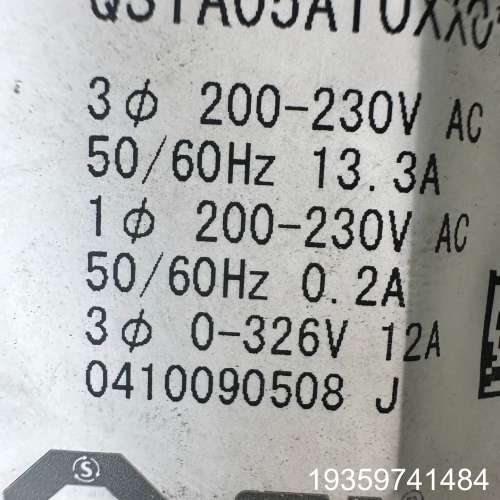 QS1A05A10XX0
3ϕ 200-230V AC
50/60Hz 13.3A
1ϕ 200-230V AC
50/60Hz 0.2A
3ϕ 0-326V 12A
0410090508 J
S
19359741484